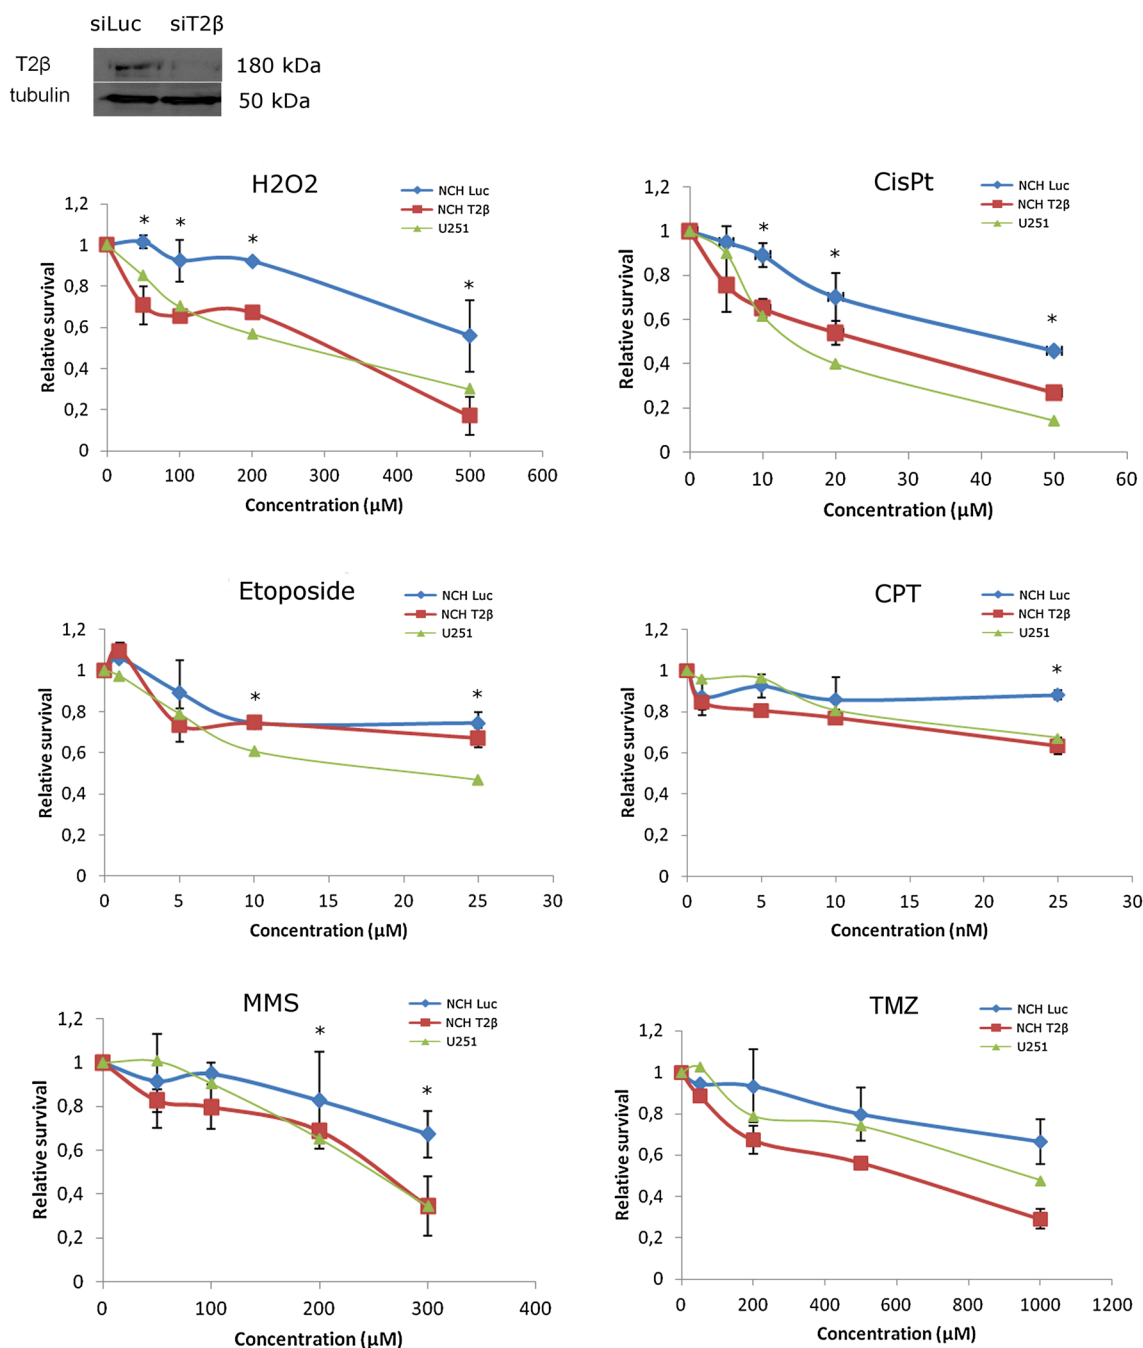 siLuc siT2β
T2β 180 kDa
tubulin 50 kDa
H2O2
NCH Luc
NCH T2β
U251
1,2
1
0,8
0,6
0,4
0,2
0
Relative survival
* * * *
0 100 200 300 400 500 600
Concentration (µM)
CisPt
NCH Luc
NCH T2β
U251
1,2
1
0,8
0,6
0,4
0,2
0
Relative survival
* * *
0 10 20 30 40 50 60
Concentration (µM)
Etoposide
NCH Luc
NCH T2β
U251
1,2
1
0,8
0,6
0,4
0,2
0
Relative survival
* *
0 5 10 15 20 25 30
Concentration (µM)
CPT
NCH Luc
NCH T2β
U251
1,2
1
0,8
0,6
0,4
0,2
0
Relative survival
*
0 5 10 15 20 25 30
Concentration (nM)
MMS
NCH Luc
NCH T2β
U251
1,2
1
0,8
0,6
0,4
0,2
0
Relative survival
* *
0 100 200 300 400
Concentration (µM)
TMZ
NCH Luc
NCH T2β
U251
1,2
1
0,8
0,6
0,4
0,2
0
Relative survival
0 200 400 600 800 1000 1200
Concentration (µM)